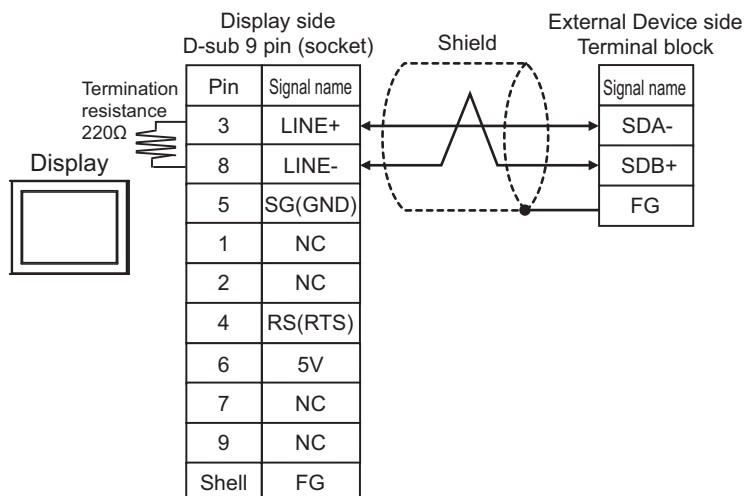 Display side
D-sub 9 pin (socket)
Shield
External Device side
Terminal block
Termination
resistance
220Ω
Display
Pin Signal name
3 LINE+
8 LINE-
5 SG(GND)
1 NC
2 NC
4 RS(RTS)
6 5V
7 NC
9 NC
Shell FG
Signal name
SDA-
SDB+
FG